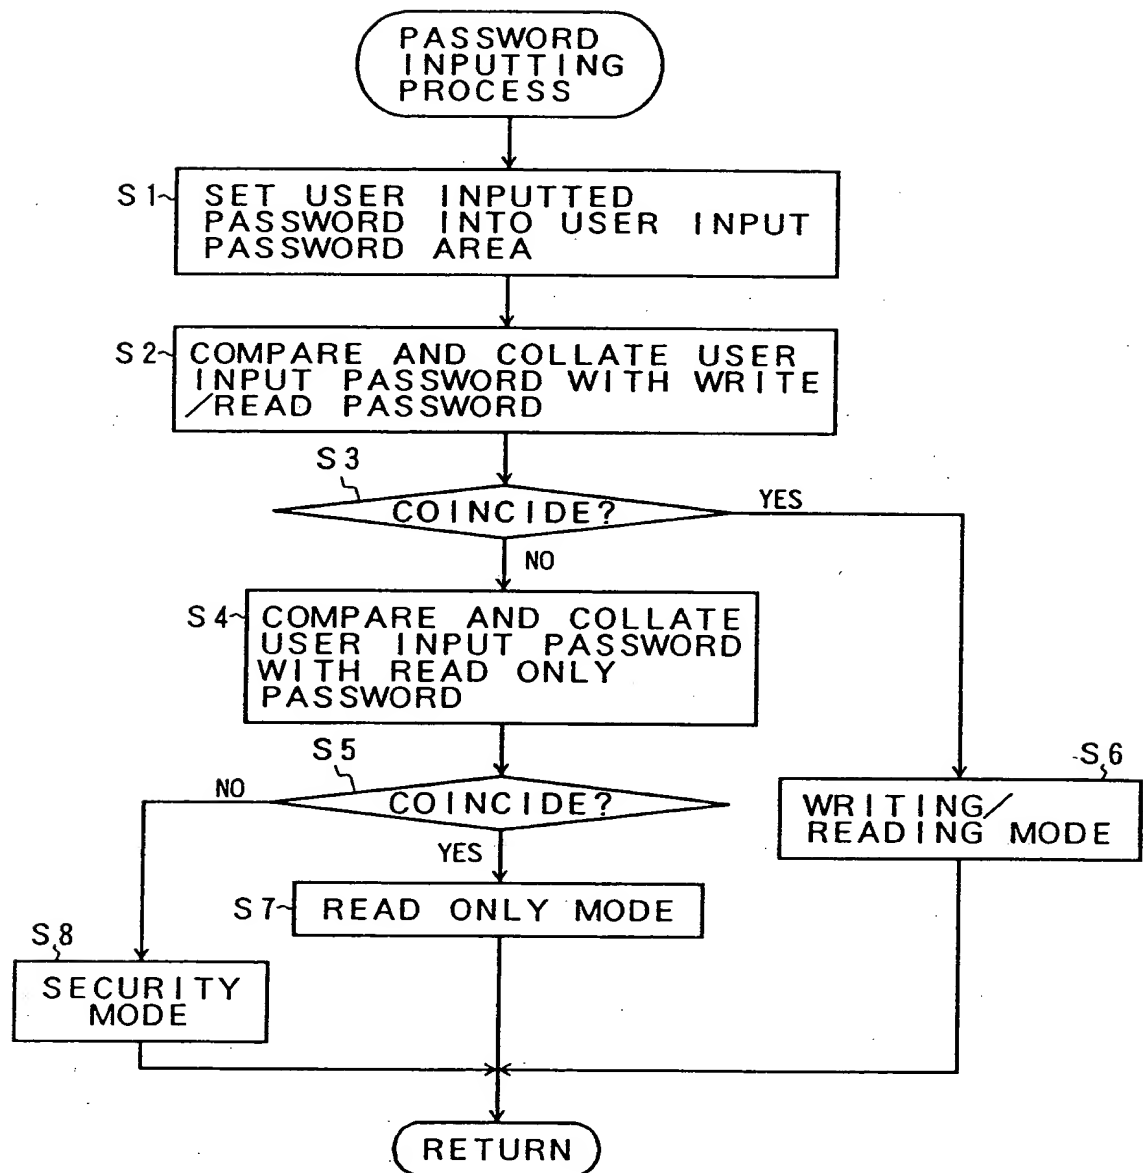 PASSWORD
INPUTTING
PROCESS
S1
SET USER INPUTTED
PASSWORD INTO USER INPUT
PASSWORD AREA
S2
COMPARE AND COLLATE USER
INPUT PASSWORD WITH WRITE
/READ PASSWORD
S3
COINCIDE?
YES
NO
S4
COMPARE AND COLLATE
USER INPUT PASSWORD
WITH READ ONLY
PASSWORD
S5
COINCIDE?
NO
YES
S6
WRITING/
READING MODE
S7
READ ONLY MODE
S8
SECURITY
MODE
RETURN